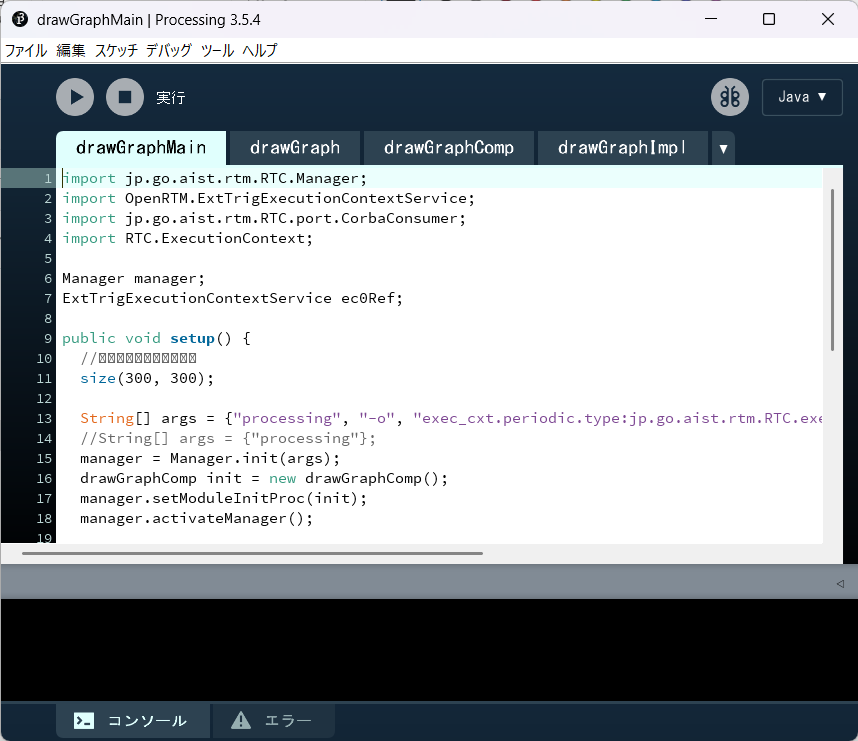 drawGraphMain | Processing 3.5.4
ファイル 編集 スケッチ デバッグ ツール ヘルプ
実行
Java ▼
drawGraphMain drawGraph drawGraphComp drawGraphImpl ▼
1 import jp.go.aist.rtm.RTC.Manager;
2 import OpenRTM.ExtTrigExecutionContextService;
3 import jp.go.aist.rtm.RTC.port.CorbaConsumer;
4 import RTC.ExecutionContext;
5
6 Manager manager;
7 ExtTrigExecutionContextService ec0Ref;
8
9 public void setup() {
10 //▯▯▯▯▯▯▯▯▯▯▯
11 size(300, 300);
12
13 String[] args = {"processing", "-o", "exec_cxt.periodic.type:jp.go.aist.rtm.RTC.exe
14 //String[] args = {"processing"};
15 manager = Manager.init(args);
16 drawGraphComp init = new drawGraphComp();
17 manager.setModuleInitProc(init);
18 manager.activateManager();
19
コンソール エラー